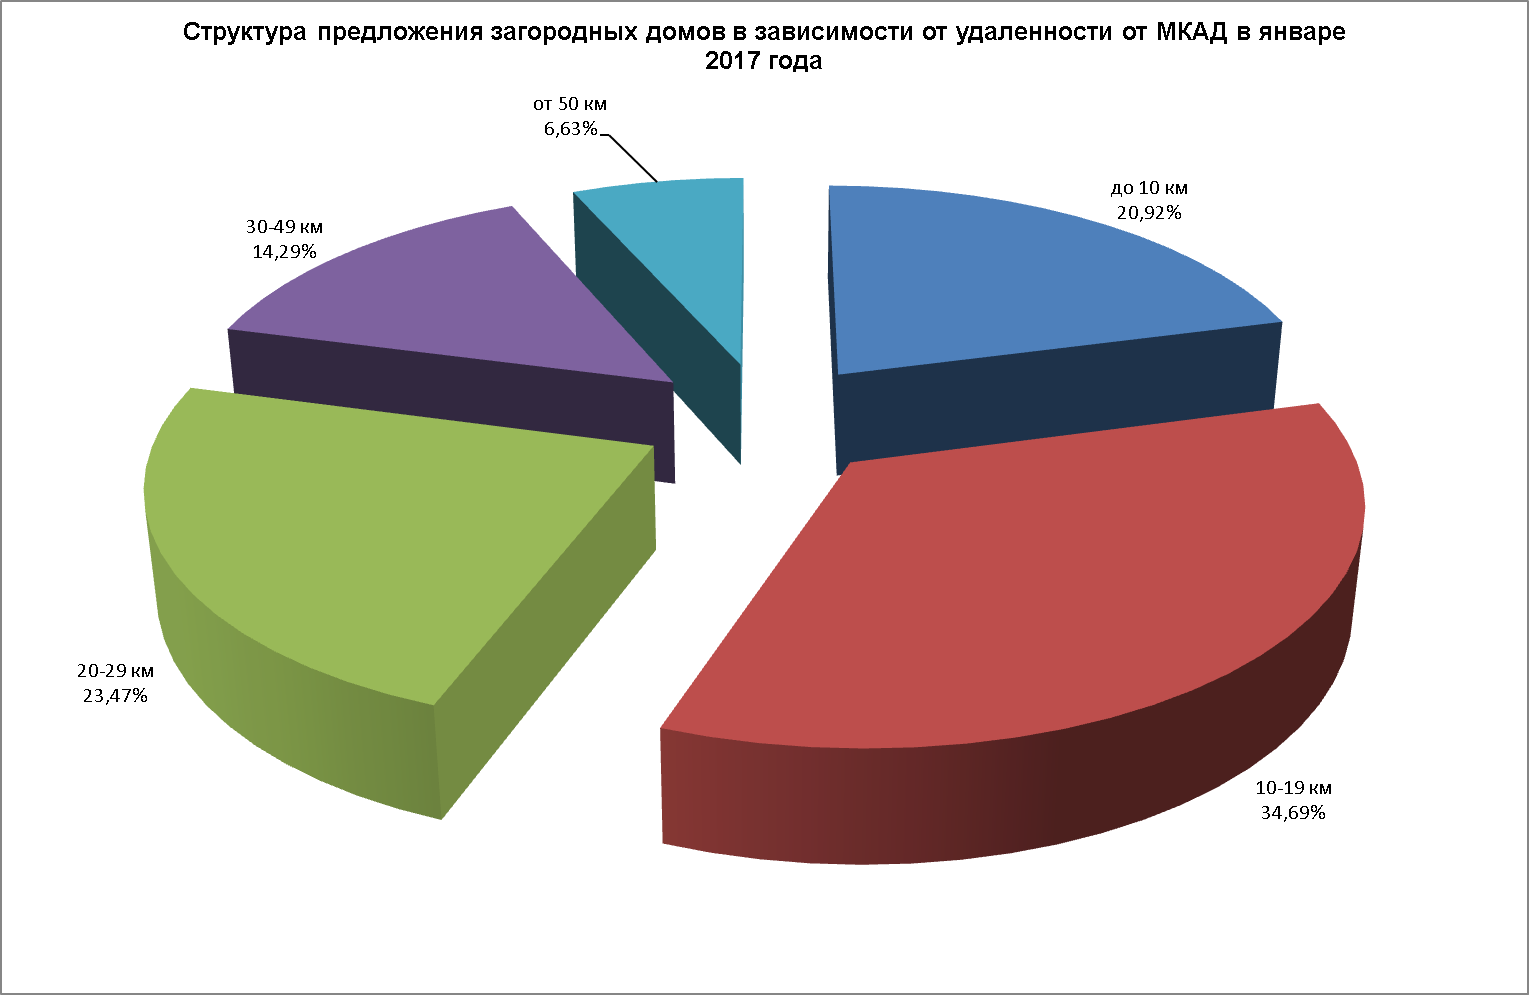 Структура предложения загородных домов в зависимости от удаленности от МКАД в январе
2017 года
от 50 км
6,63%
до 10 км
20,92%
30-49 км
14,29%
20-29 км
23,47%
10-19 км
34,69%